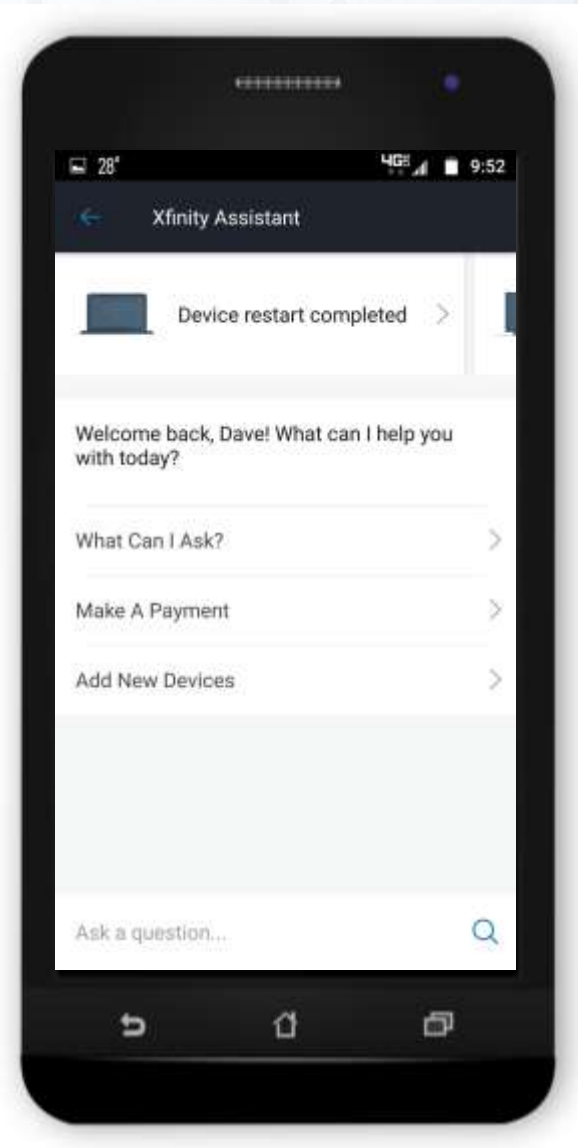 28° 4G 9:52
Xfinity Assistant
Device restart completed
Welcome back, Dave! What can I help you
with today?
What Can I Ask?
Make A Payment
Add New Devices
Ask a question...